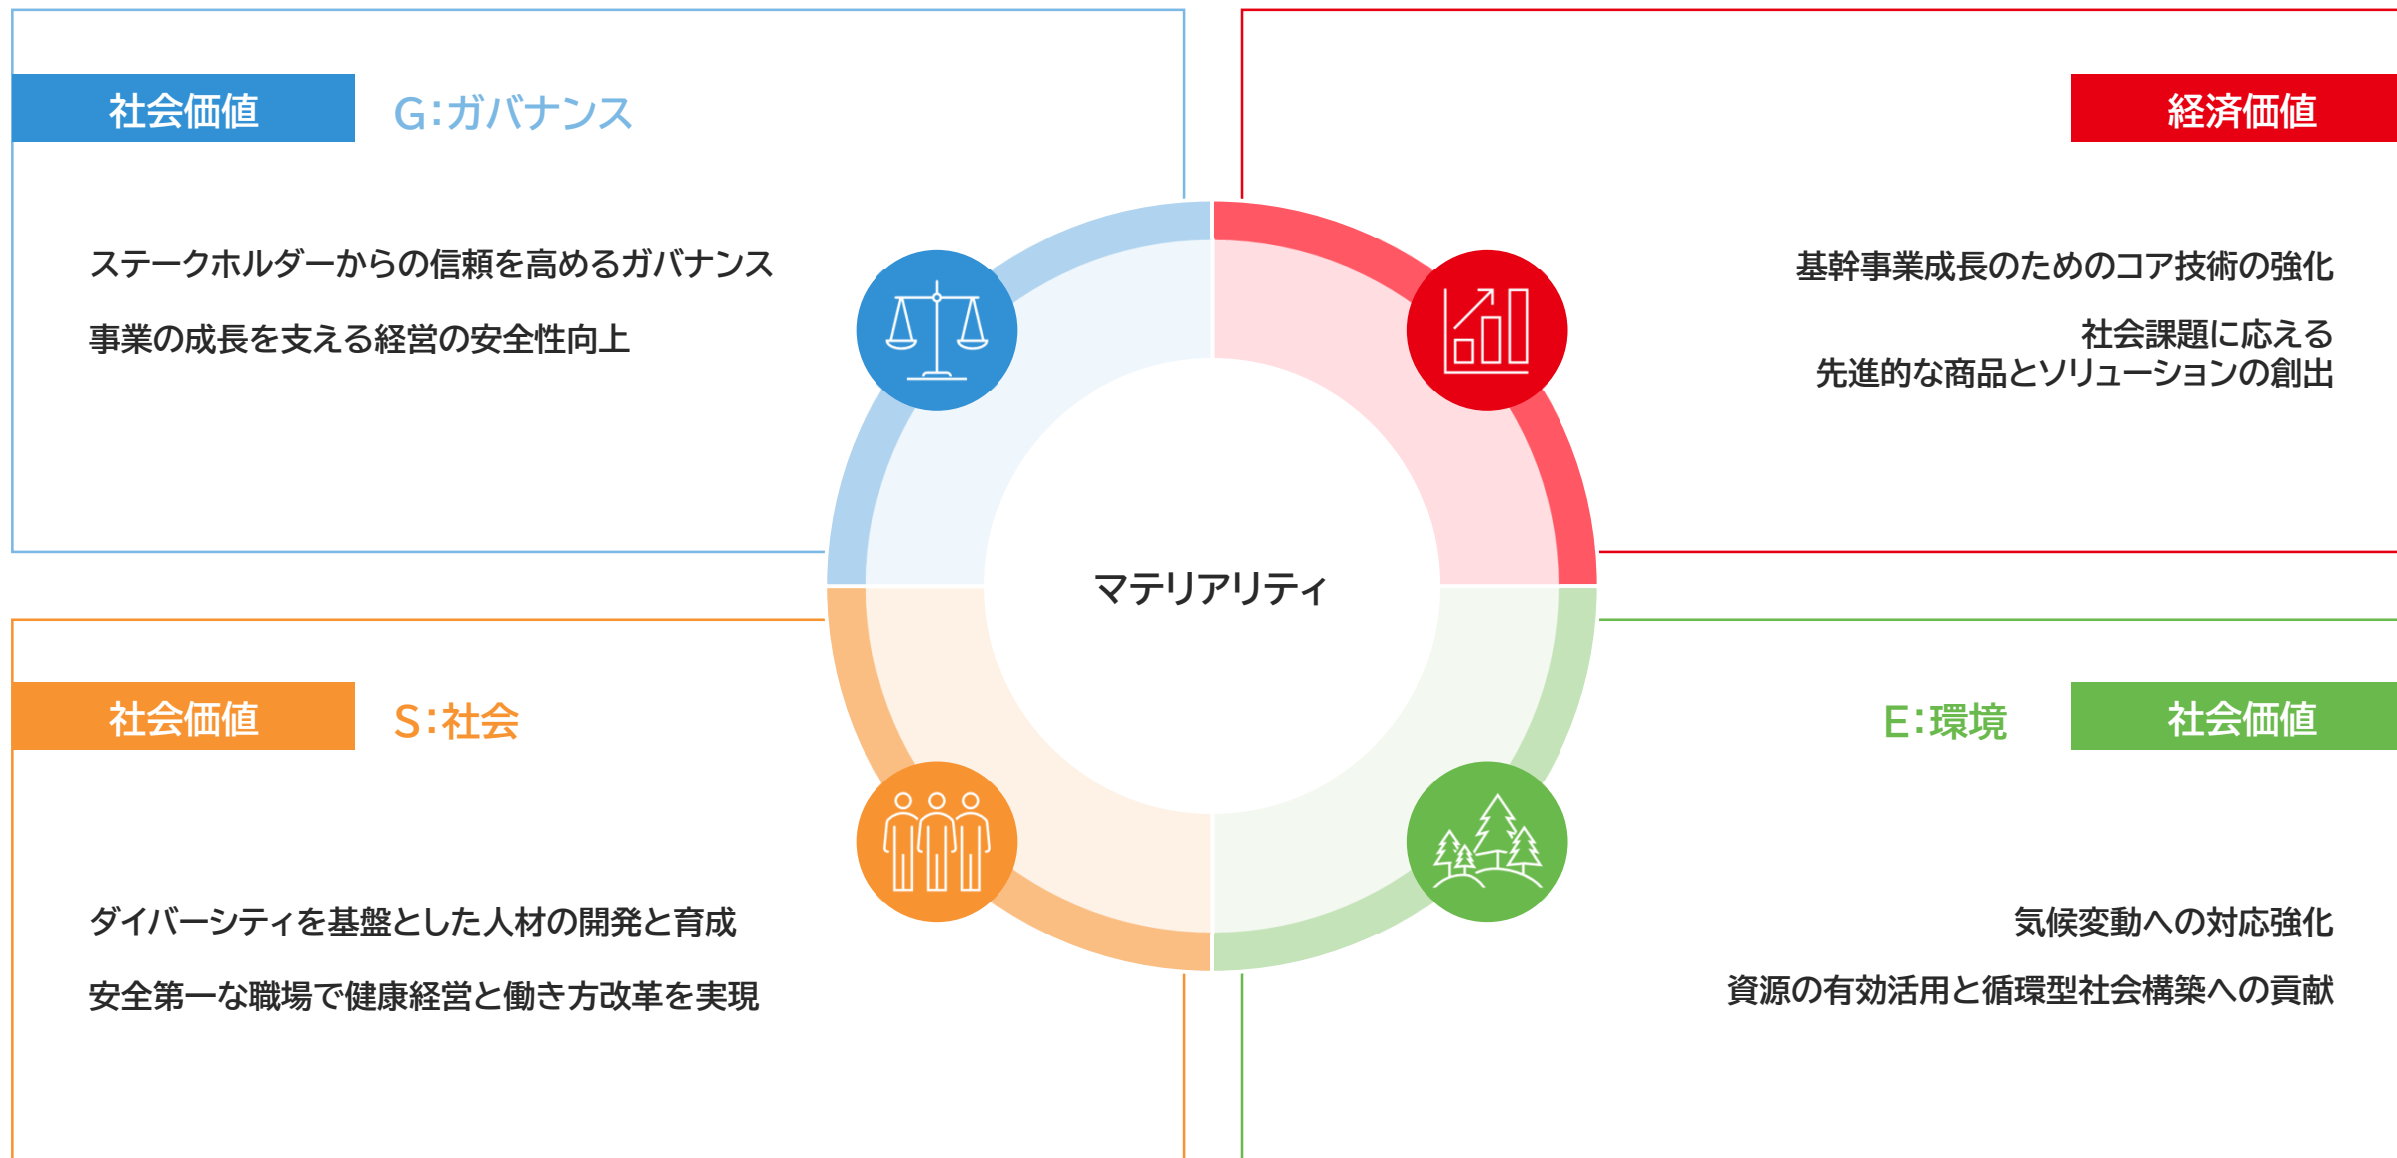 社会価値
G：ガバナンス
ステークホルダーからの信頼を高めるガバナンス
事業の成長を支える経営の安全性向上
経済価値
基幹事業成長のためのコア技術の強化
社会課題に応える
先進的な商品とソリューションの創出
マテリアリティ
社会価値
S：社会
ダイバーシティを基盤とした人材の開発と育成
安全第一な職場で健康経営と働き方改革を実現
E：環境
社会価値
気候変動への対応強化
資源の有効活用と循環型社会構築への貢献